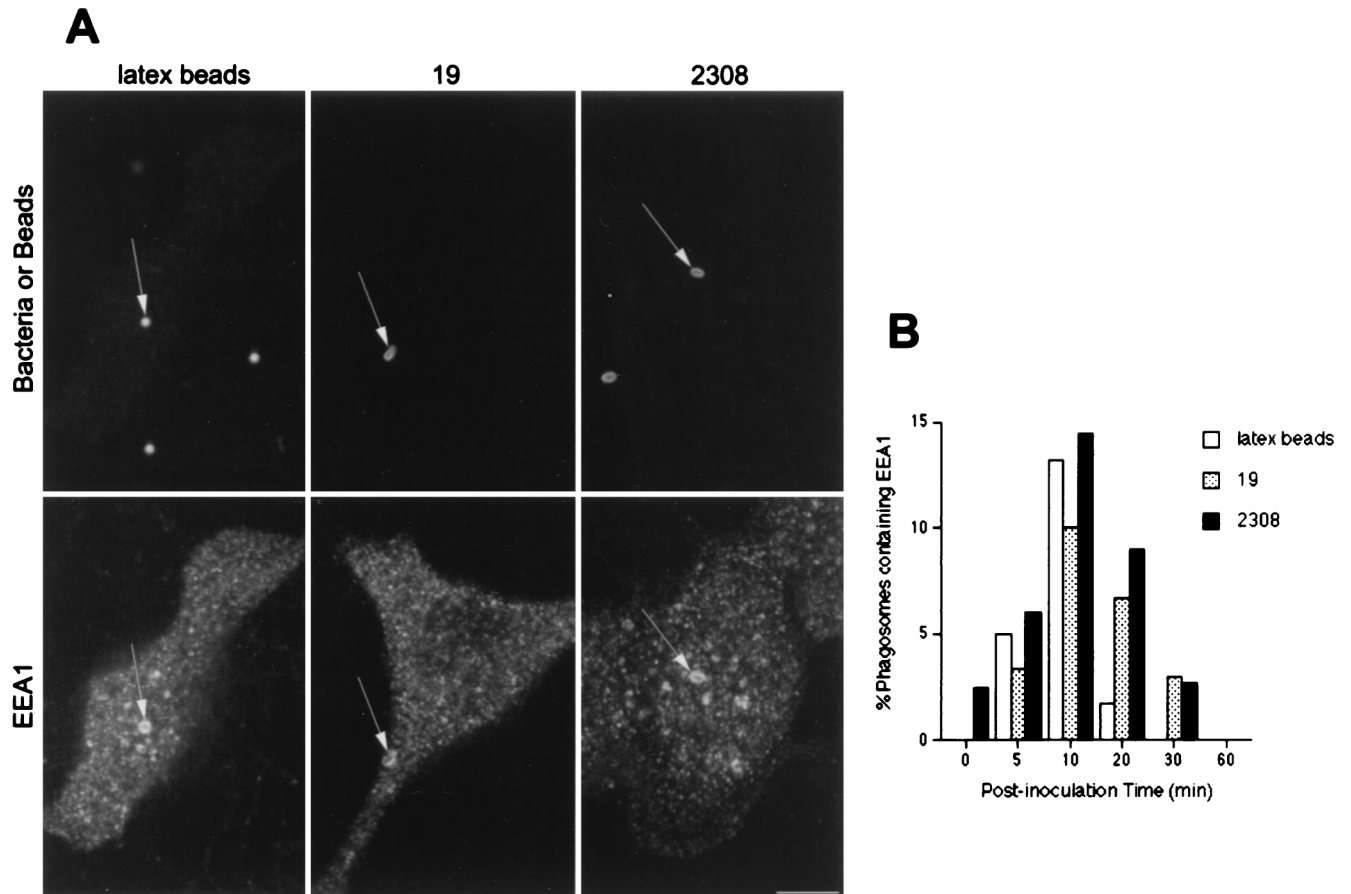 A
latex beads 19 2308
Bacteria or Beads
EEA1
B
%Phagosomes containing EEA1
15
10
5
0
0 5 10 20 30 60
Post-inoculation Time (min)
latex beads
19
2308